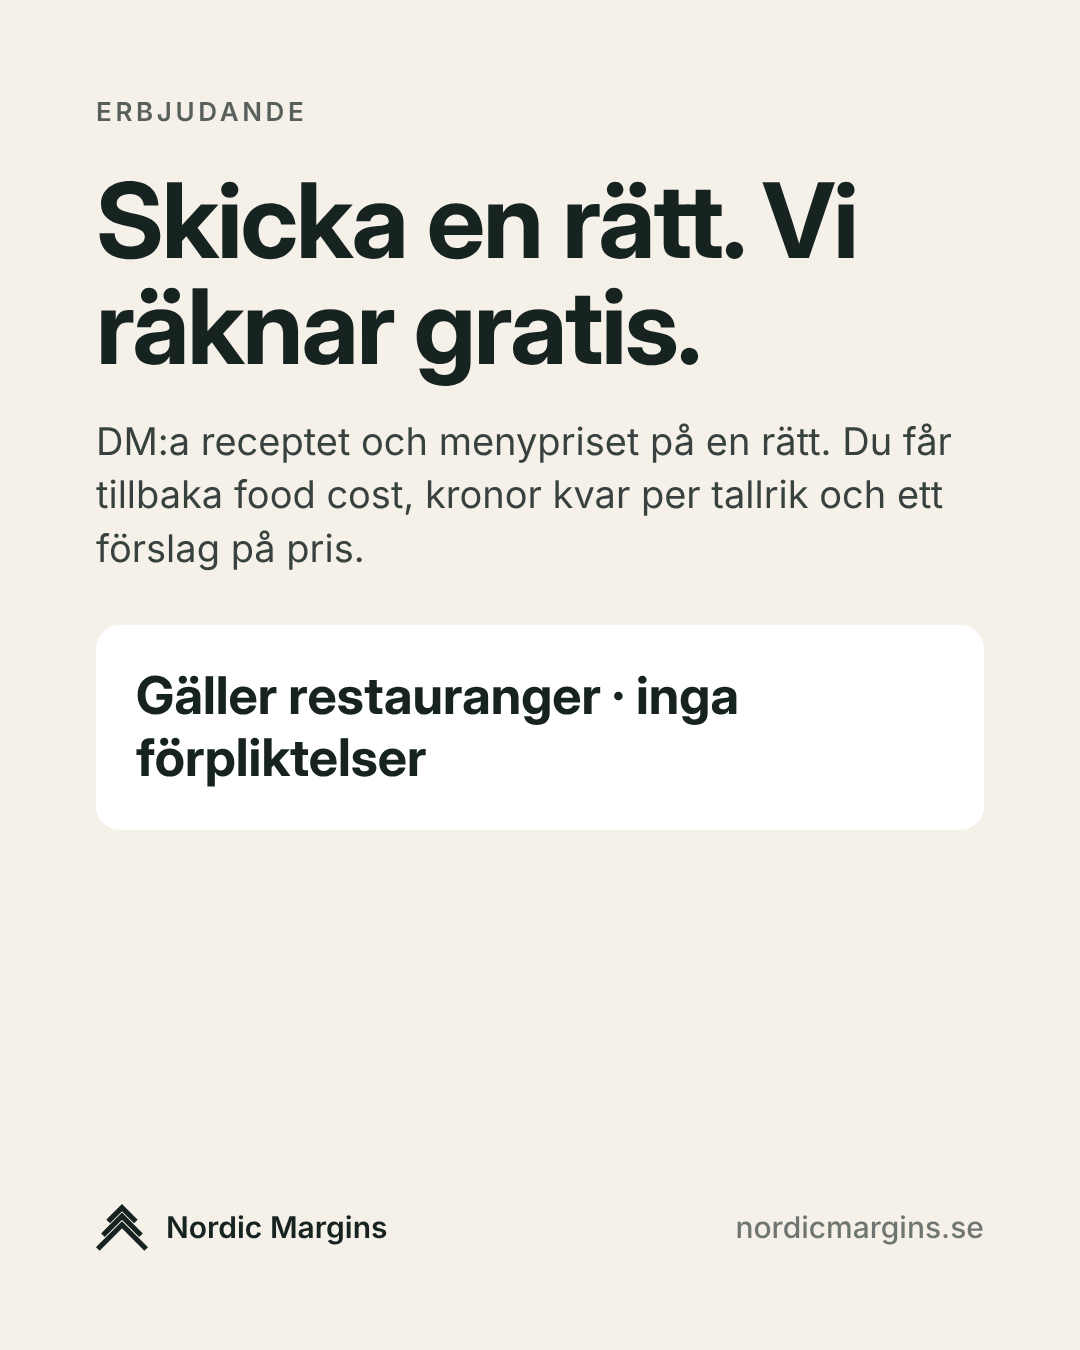 ERBJUDANDE
Skicka en rätt. Vi
räknar gratis.
DM:a receptet och menypriset på en rätt. Du får
tillbaka food cost, kronor kvar per tallrik och ett
förslag på pris.
Gäller restauranger · inga
förpliktelser
Nordic Margins
nordicmargins.se